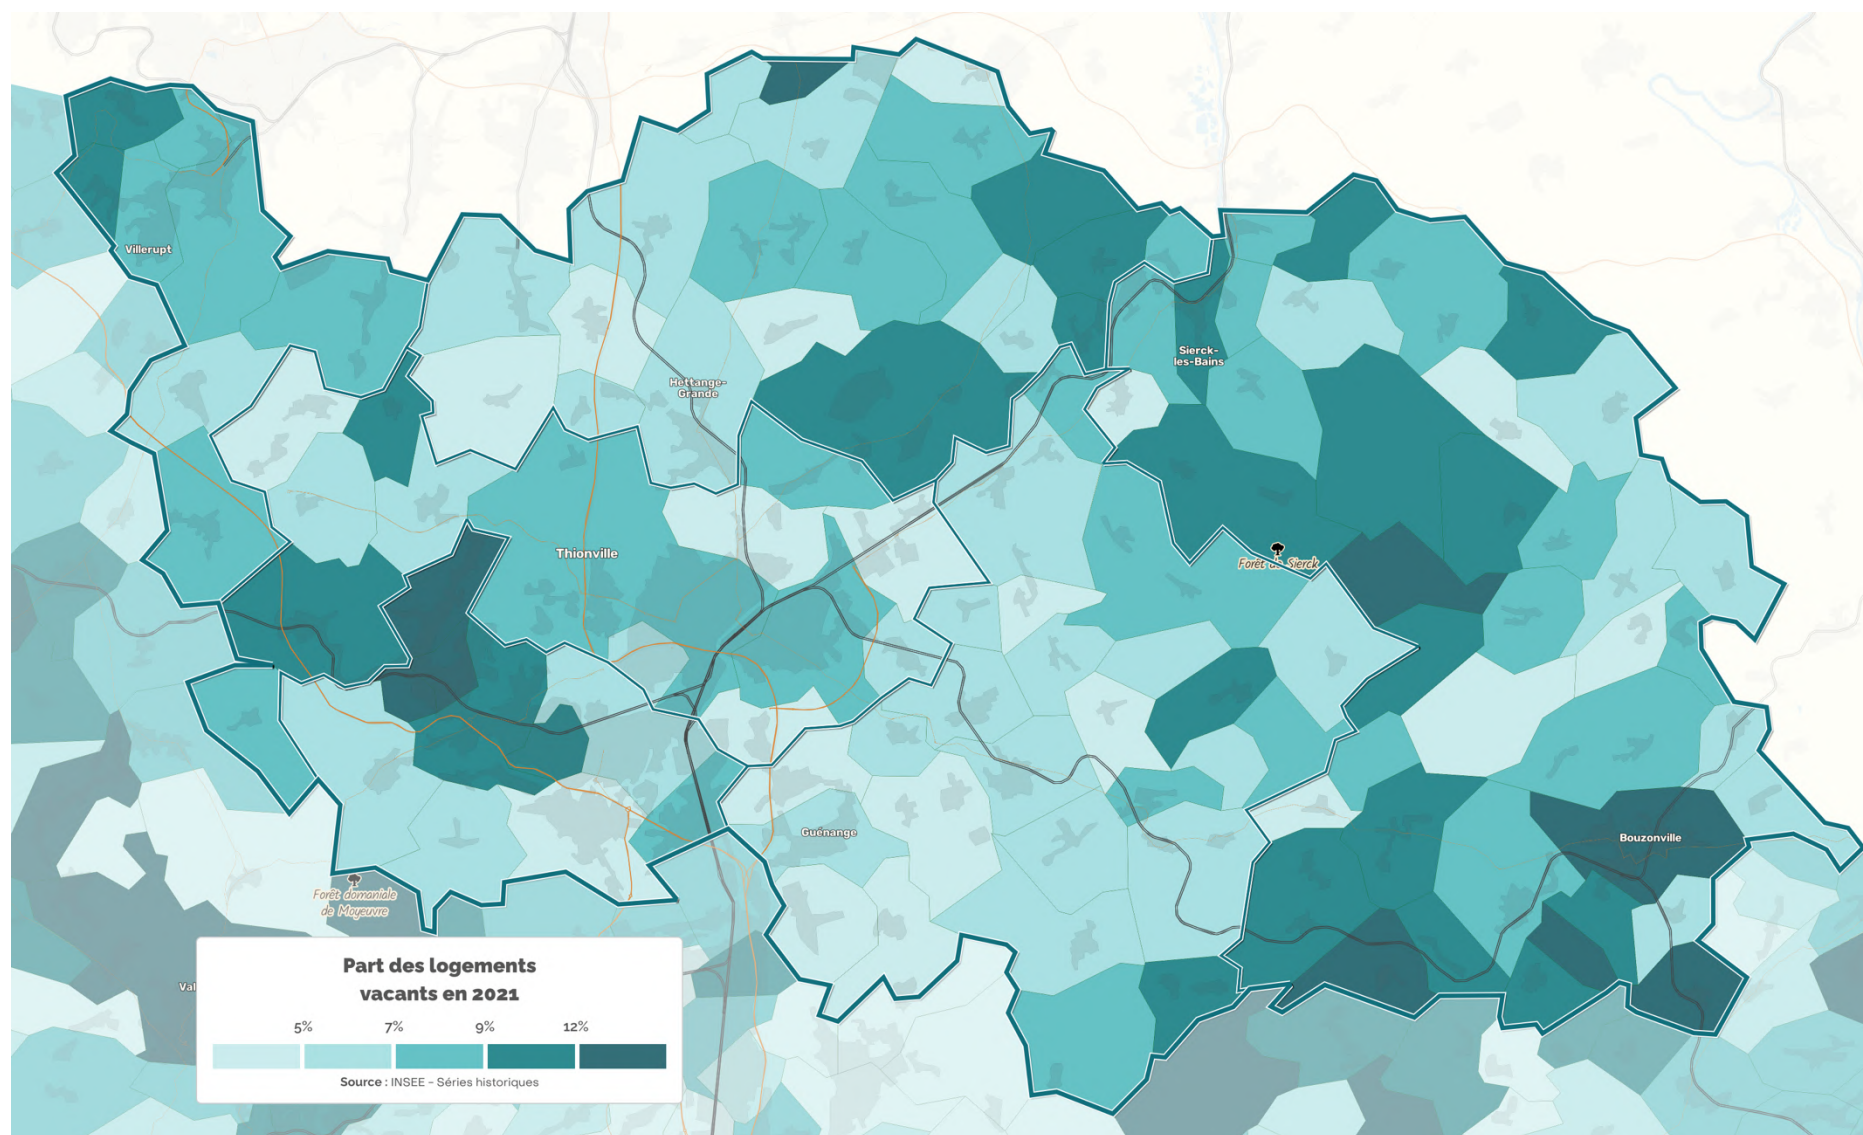 Villerupt
Sierck-
les-Bains
Hettange-
Grande
Thionville
Forêt de Sierck
Guénange
Bouzonville
Forêt domaniale
de Moyeuvre
Val
Part des logements
vacants en 2021
5% 7% 9% 12%
Source : INSEE – Séries historiques